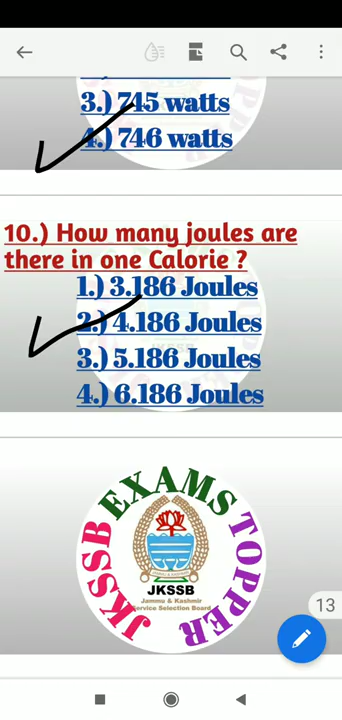 3.) 745 watts
4.) 746 watts
10.) How many joules are
there in one Calorie ?
1.) 3.186 Joules
2.) 4.186 Joules
3.) 5.186 Joules
4.) 6.186 Joules
JKSSB EXAMS TOPPER
JKSSB
Jammu & Kashmir
Service Selection Board
13